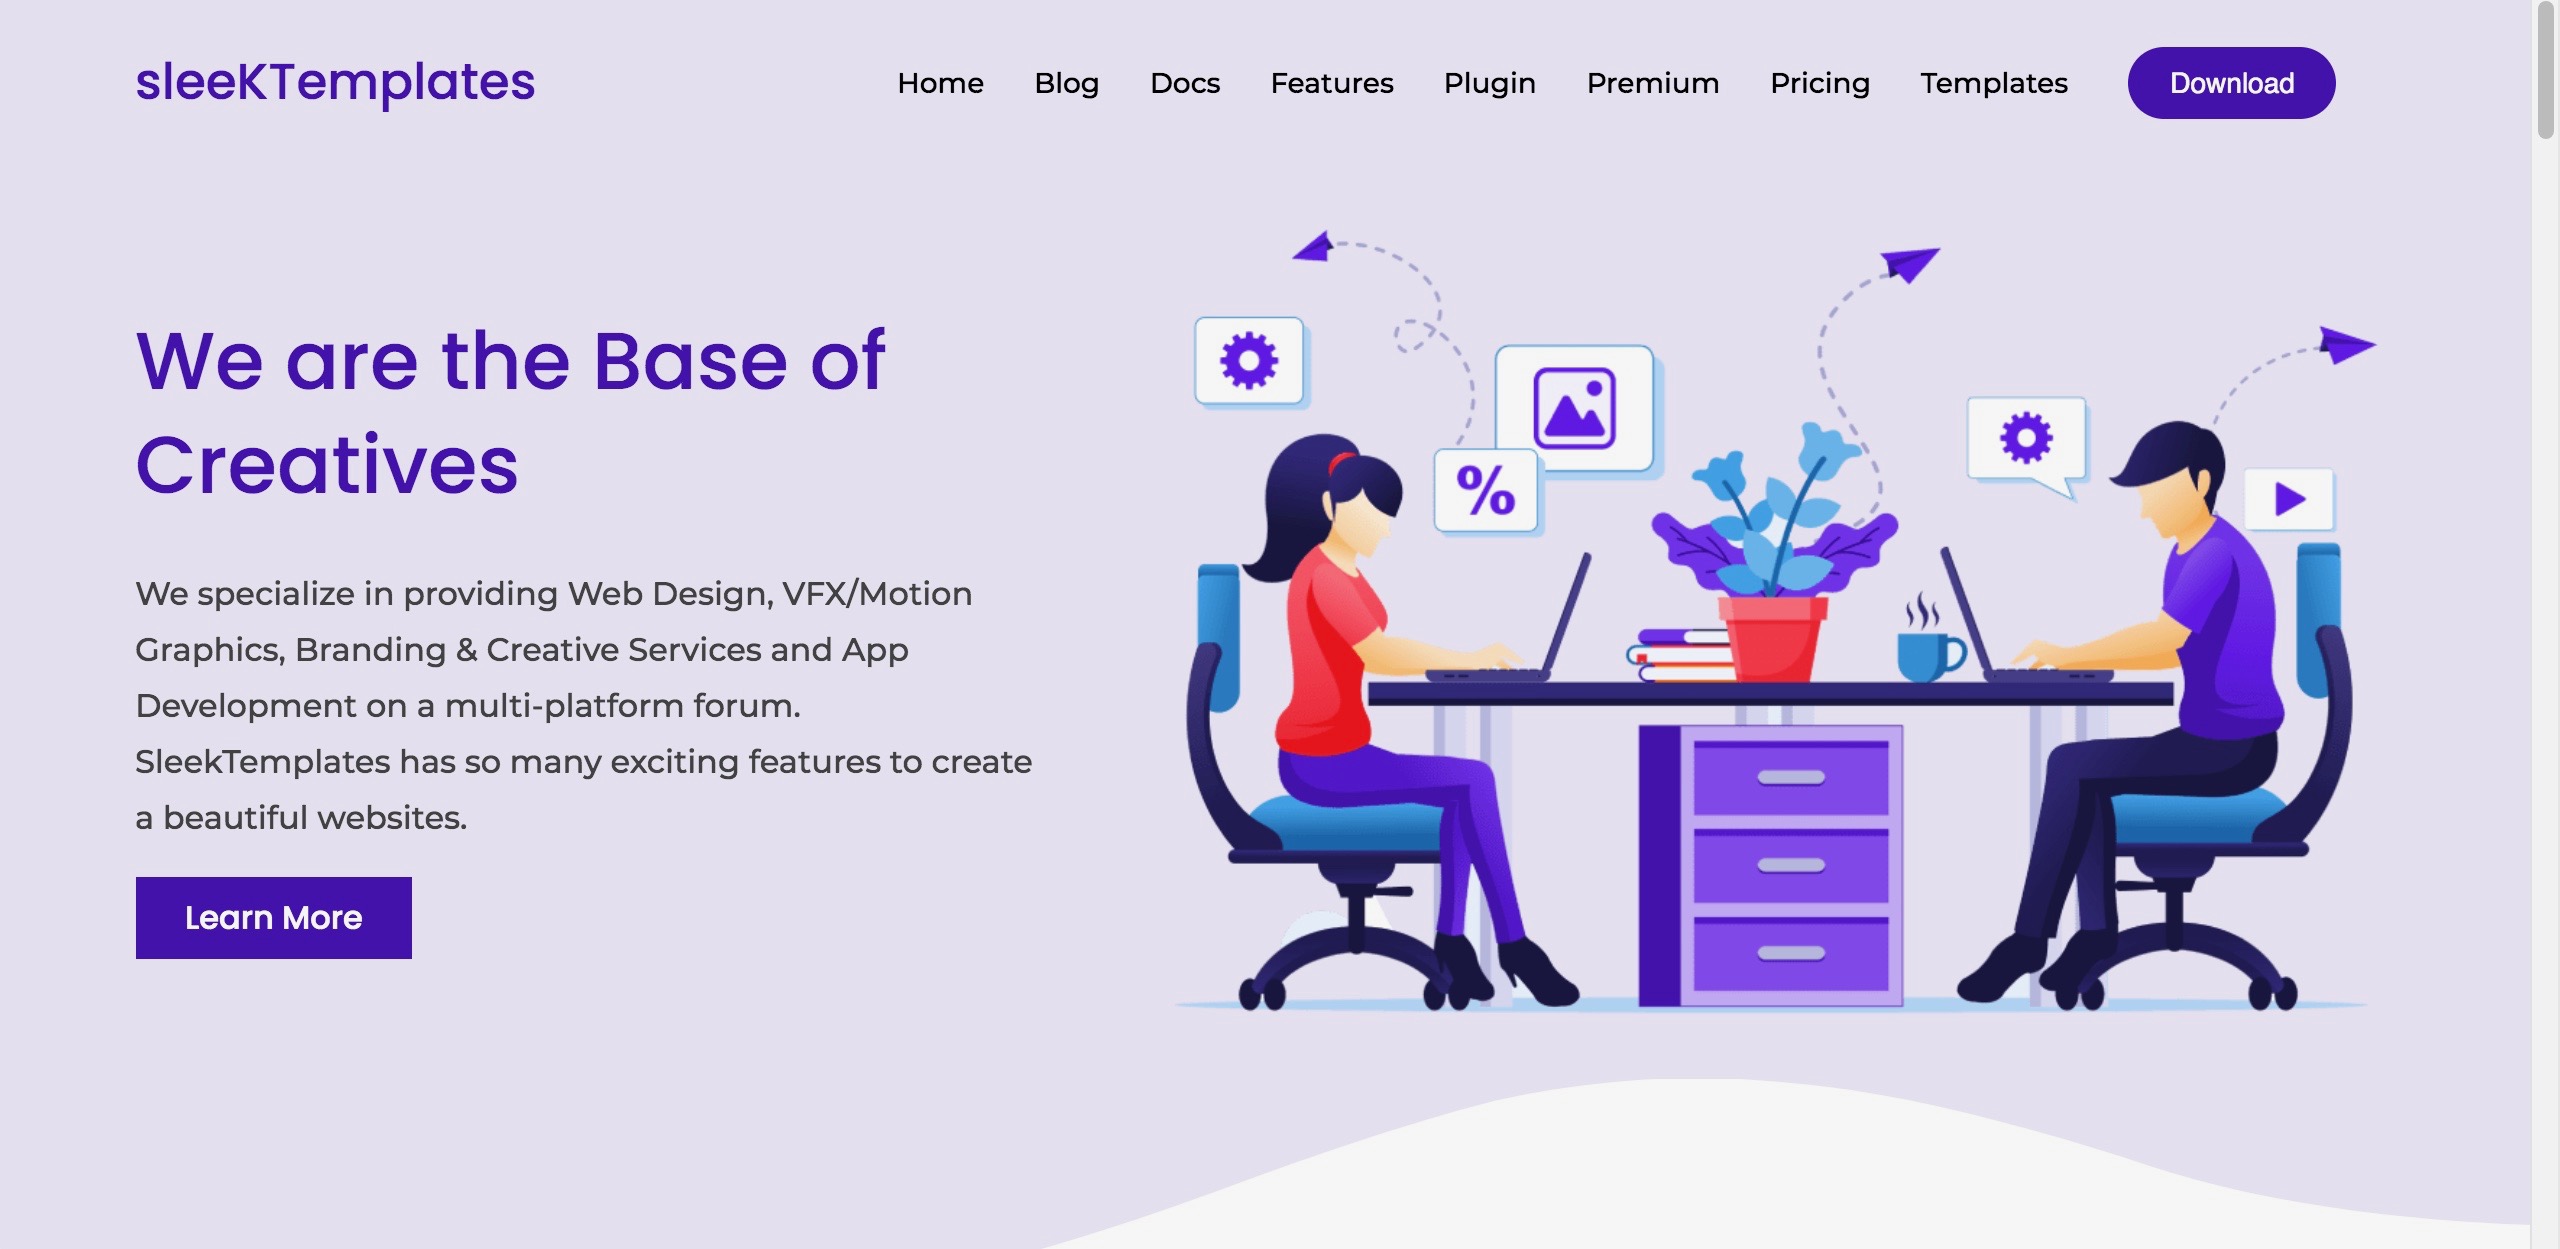 sleeKTemplates
Home Blog Docs Features Plugin Premium Pricing Templates Download
We are the Base of
Creatives
We specialize in providing Web Design, VFX/Motion
Graphics, Branding & Creative Services and App
Development on a multi-platform forum.
SleekTemplates has so many exciting features to create
a beautiful websites.
Learn More
%